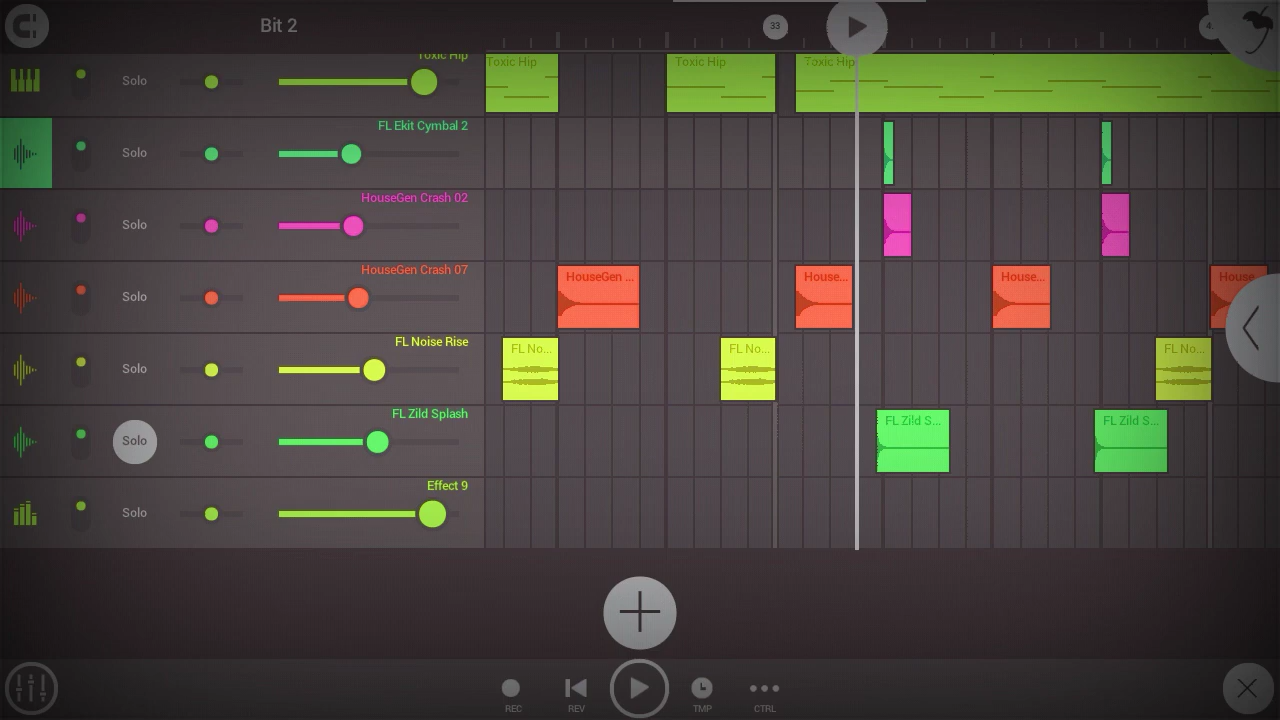 Bit 2
33
4.
Toxic Hip
Solo
Toxic Hip
Toxic Hip
Toxic Hip
FL Ekit Cymbal 2
Solo
HouseGen Crash 02
Solo
HouseGen Crash 07
Solo
HouseGen ...
House...
House...
House
FL Noise Rise
Solo
FL No...
FL No...
FL No...
FL Zild Splash
Solo
FL Zild S...
FL Zild S...
Effect 9
Solo
REC
REV
TMP
CTRL